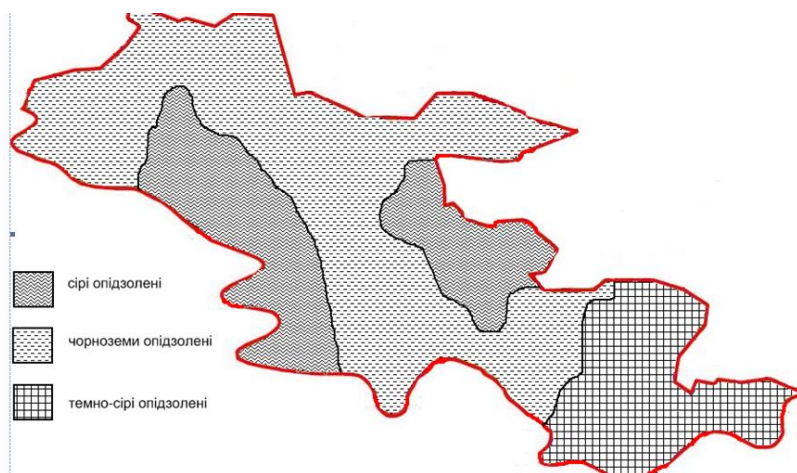 сірі опідзолені
чорноземи опідзолені
темно-сірі опідзолені